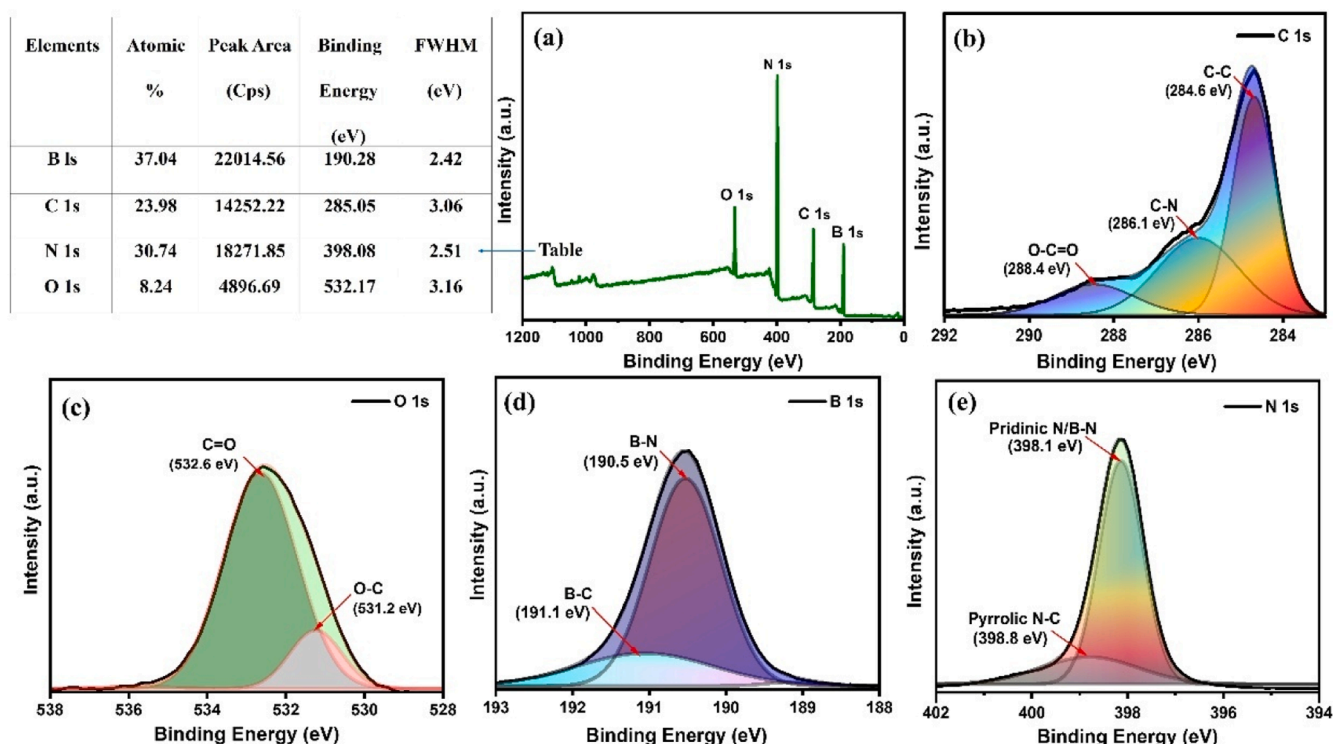 Elements Atomic % Peak Area (Cps) Binding Energy (eV) FWHM (eV)
B 1s 37.04 22014.56 190.28 2.42
C 1s 23.98 14252.22 285.05 3.06
N 1s 30.74 18271.85 398.08 2.51
O 1s 8.24 4896.69 532.17 3.16
Table
(a)
N 1s
O 1s
C 1s
B 1s
Intensity (a.u.)
1200 1000 800 600 400 200 0
Binding Energy (eV)
(b)
C 1s
C-C
(284.6 eV)
C-N
(286.1 eV)
O-C=O
(288.4 eV)
Intensity (a.u.)
292 290 288 286 284
Binding Energy (eV)
(c)
O 1s
C=O
(532.6 eV)
O-C
(531.2 eV)
Intensity (a.u.)
538 536 534 532 530 528
Binding Energy (eV)
(d)
B 1s
B-N
(190.5 eV)
B-C
(191.1 eV)
Intensity (a.u.)
193 192 191 190 189 188
Binding Energy (eV)
(e)
N 1s
Pridinic N/B-N
(398.1 eV)
Pyrrolic N-C
(398.8 eV)
Intensity (a.u.)
402 400 398 396 394
Binding Energy (eV)